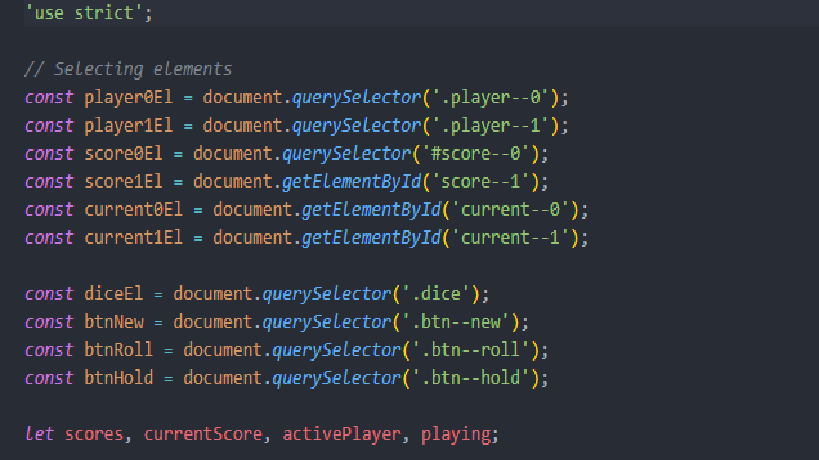 'use strict';
// Selecting elements
const player0El = document.querySelector('.player--0');
const player1El = document.querySelector('.player--1');
const score0El = document.querySelector('#score--0');
const score1El = document.getElementById('score--1');
const current0El = document.getElementById('current--0');
const current1El = document.getElementById('current--1');
const diceEl = document.querySelector('.dice');
const btnNew = document.querySelector('.btn--new');
const btnRoll = document.querySelector('.btn--roll');
const btnHold = document.querySelector('.btn--hold');
let scores, currentScore, activePlayer, playing;